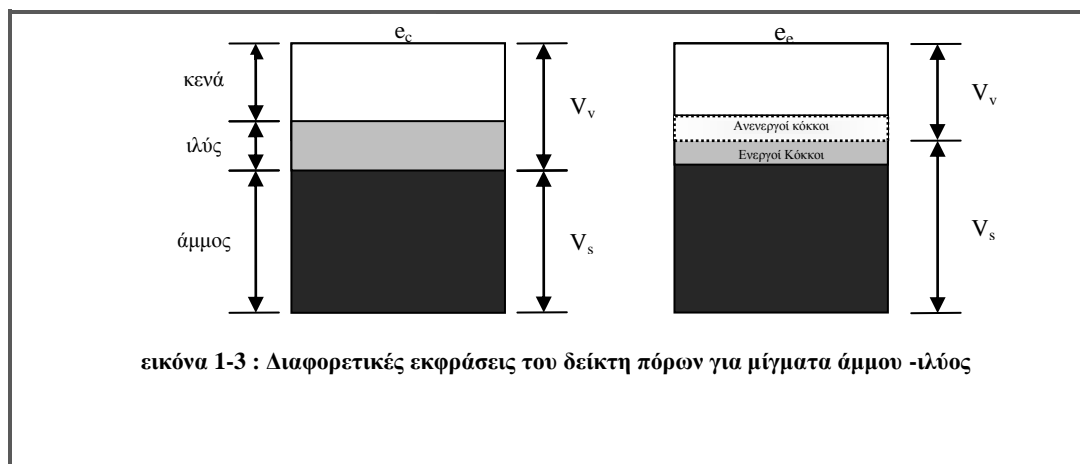 e_c
κενά
ιλύς
άμμος
V_v
V_s
e_e
Ανενεργοί κόκκοι
Ενεργοί Κόκκοι
V_v
V_s
εικόνα 1-3 : Διαφορετικές εκφράσεις του δείκτη πόρων για μίγματα άμμου -ιλύος